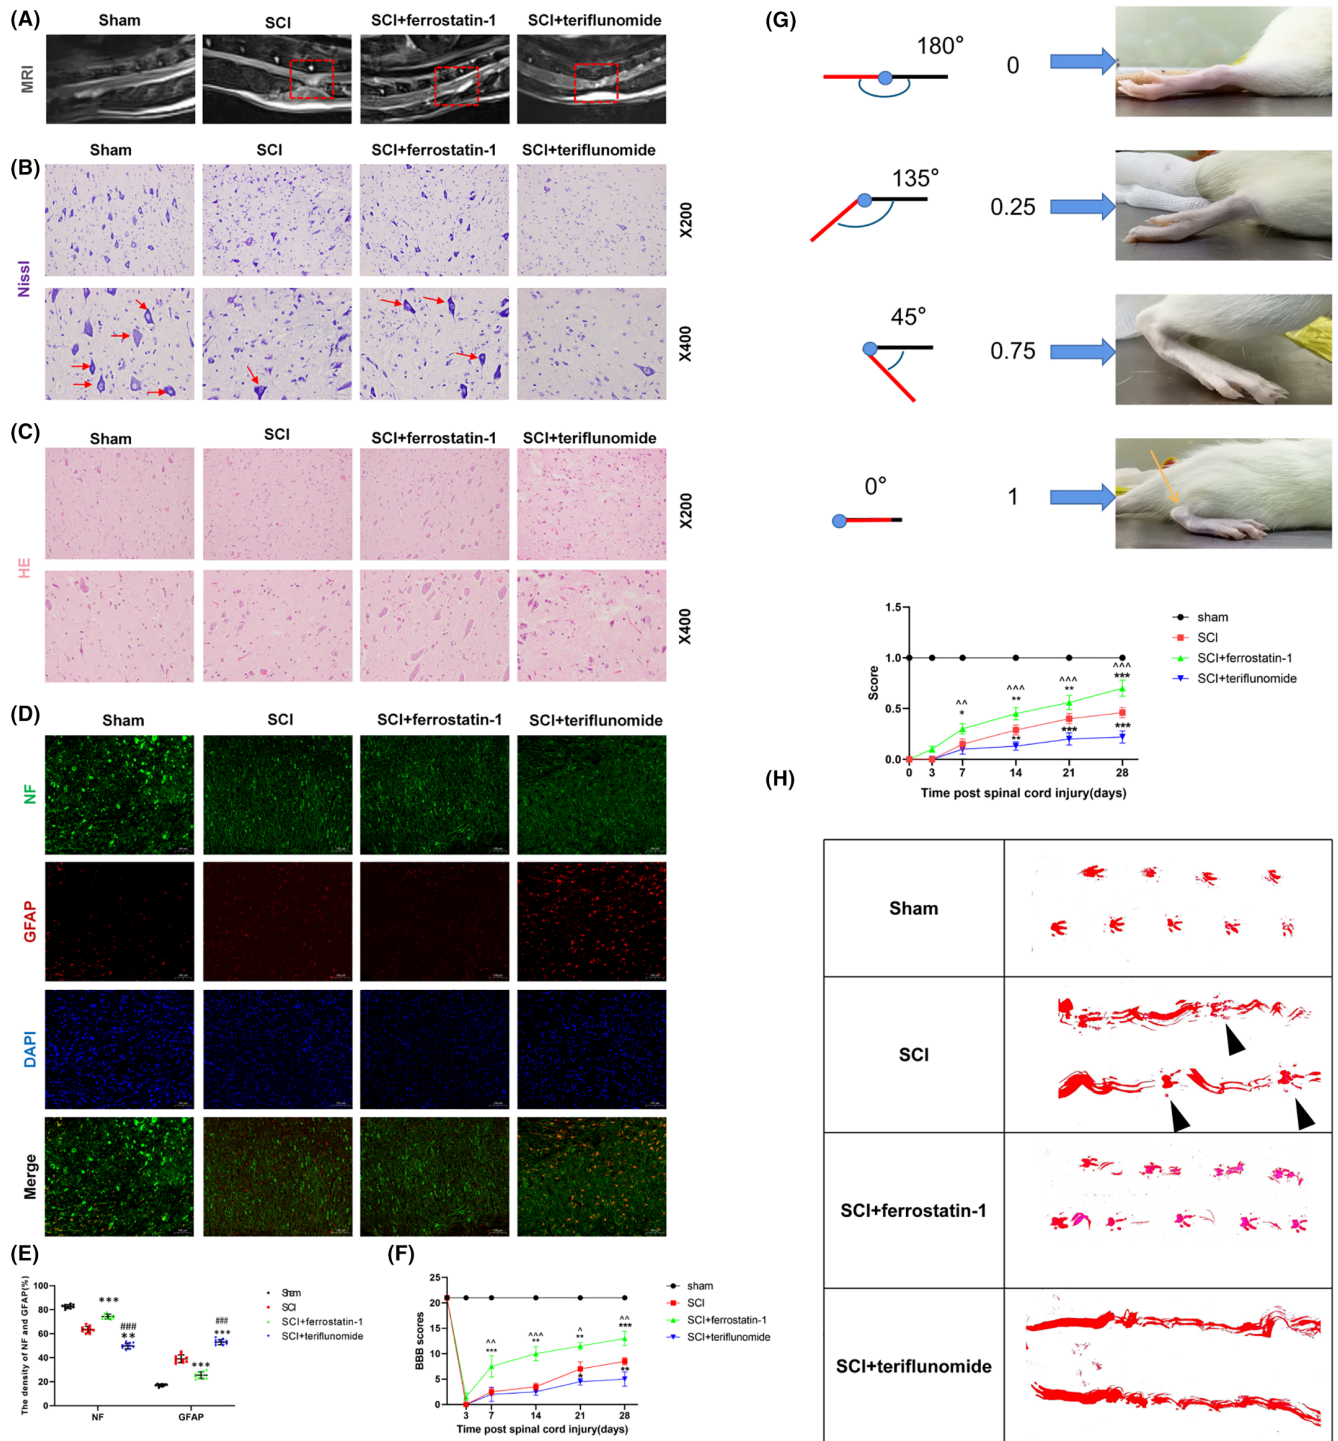 (A)
Sham SCI SCI+ferrostatin-1 SCI+teriflunomide
MRI
(B)
Sham SCI SCI+ferrostatin-1 SCI+teriflunomide
Nissl
X200
X400
(C)
Sham SCI SCI+ferrostatin-1 SCI+teriflunomide
HE
X200
X400
(D)
Sham SCI SCI+ferrostatin-1 SCI+teriflunomide
NF
GFAP
DAPI
Merge
(E)
The density of NF and GFAP(%)
100
80
60
40
20
0
***
###
**
***
###
***
NF GFAP
Sham
SCI
SCI+ferrostatin-1
SCI+teriflunomide
(F)
BBB scores
25
20
15
10
5
0
^^
***
^^^
**
^
**
^^
***
*
**
3 7 14 21 28
Time post spinal cord injury(days)
sham
SCI
SCI+ferrostatin-1
SCI+teriflunomide
(G)
180° 0
135° 0.25
45° 0.75
0° 1
Score
1.5
1.0
0.5
0.0
^^
*
^^^
**
^^^
**
^^^
***
**
***
***
0 3 7 14 21 28
Time post spinal cord injury(days)
sham
SCI
SCI+ferrostatin-1
SCI+teriflunomide
(H)
Sham
SCI
SCI+ferrostatin-1
SCI+teriflunomide